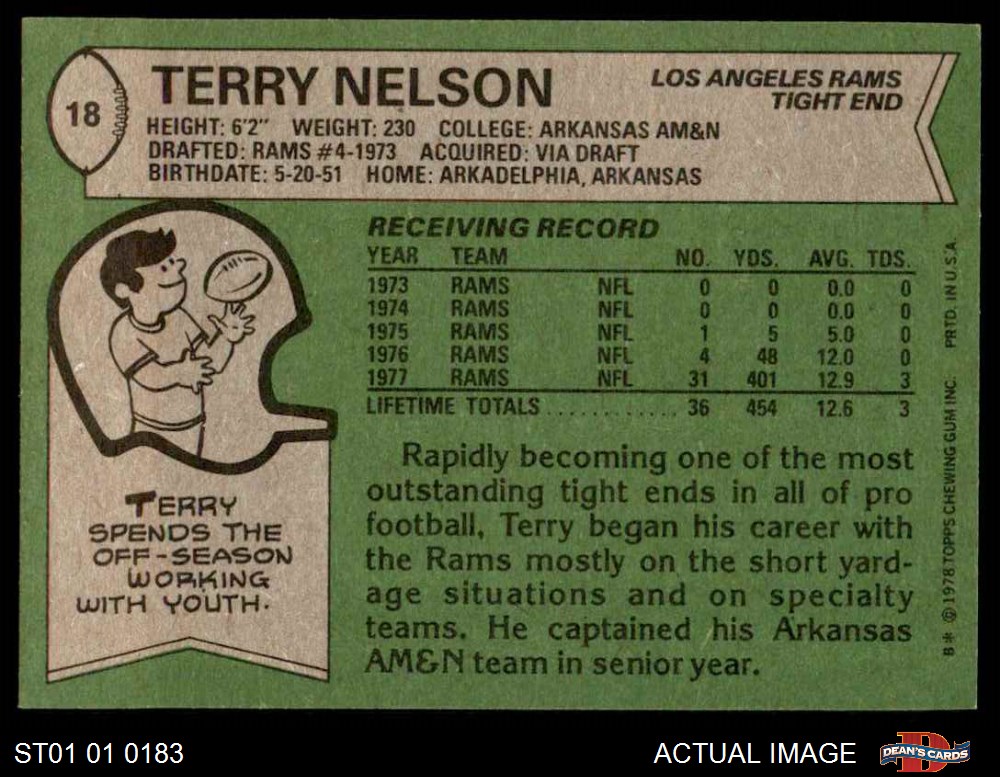 18
TERRY NELSON
LOS ANGELES RAMS
TIGHT END
HEIGHT: 6'2" WEIGHT: 230 COLLEGE: ARKANSAS AM&N
DRAFTED: RAMS #4-1973 ACQUIRED: VIA DRAFT
BIRTHDATE: 5-20-51 HOME: ARKADELPHIA, ARKANSAS
RECEIVING RECORD
YEAR TEAM NO. YDS. AVG. TDS.
1973 RAMS NFL 0 0 0.0 0
1974 RAMS NFL 0 0 0.0 0
1975 RAMS NFL 1 5 5.0 0
1976 RAMS NFL 4 48 12.0 0
1977 RAMS NFL 31 401 12.9 3
LIFETIME TOTALS ............ 36 454 12.6 3
TERRY
SPENDS THE
OFF-SEASON
WORKING
WITH YOUTH.
Rapidly becoming one of the most
outstanding tight ends in all of pro
football, Terry began his career with
the Rams mostly on the short yard-
age situations and on specialty
teams. He captained his Arkansas
AM&N team in senior year.
B* © 1978 TOPPS CHEWING GUM INC. PRTD. IN U.S.A.
ST01 01 0183
ACTUAL IMAGE
D
DEAN'S CARDS